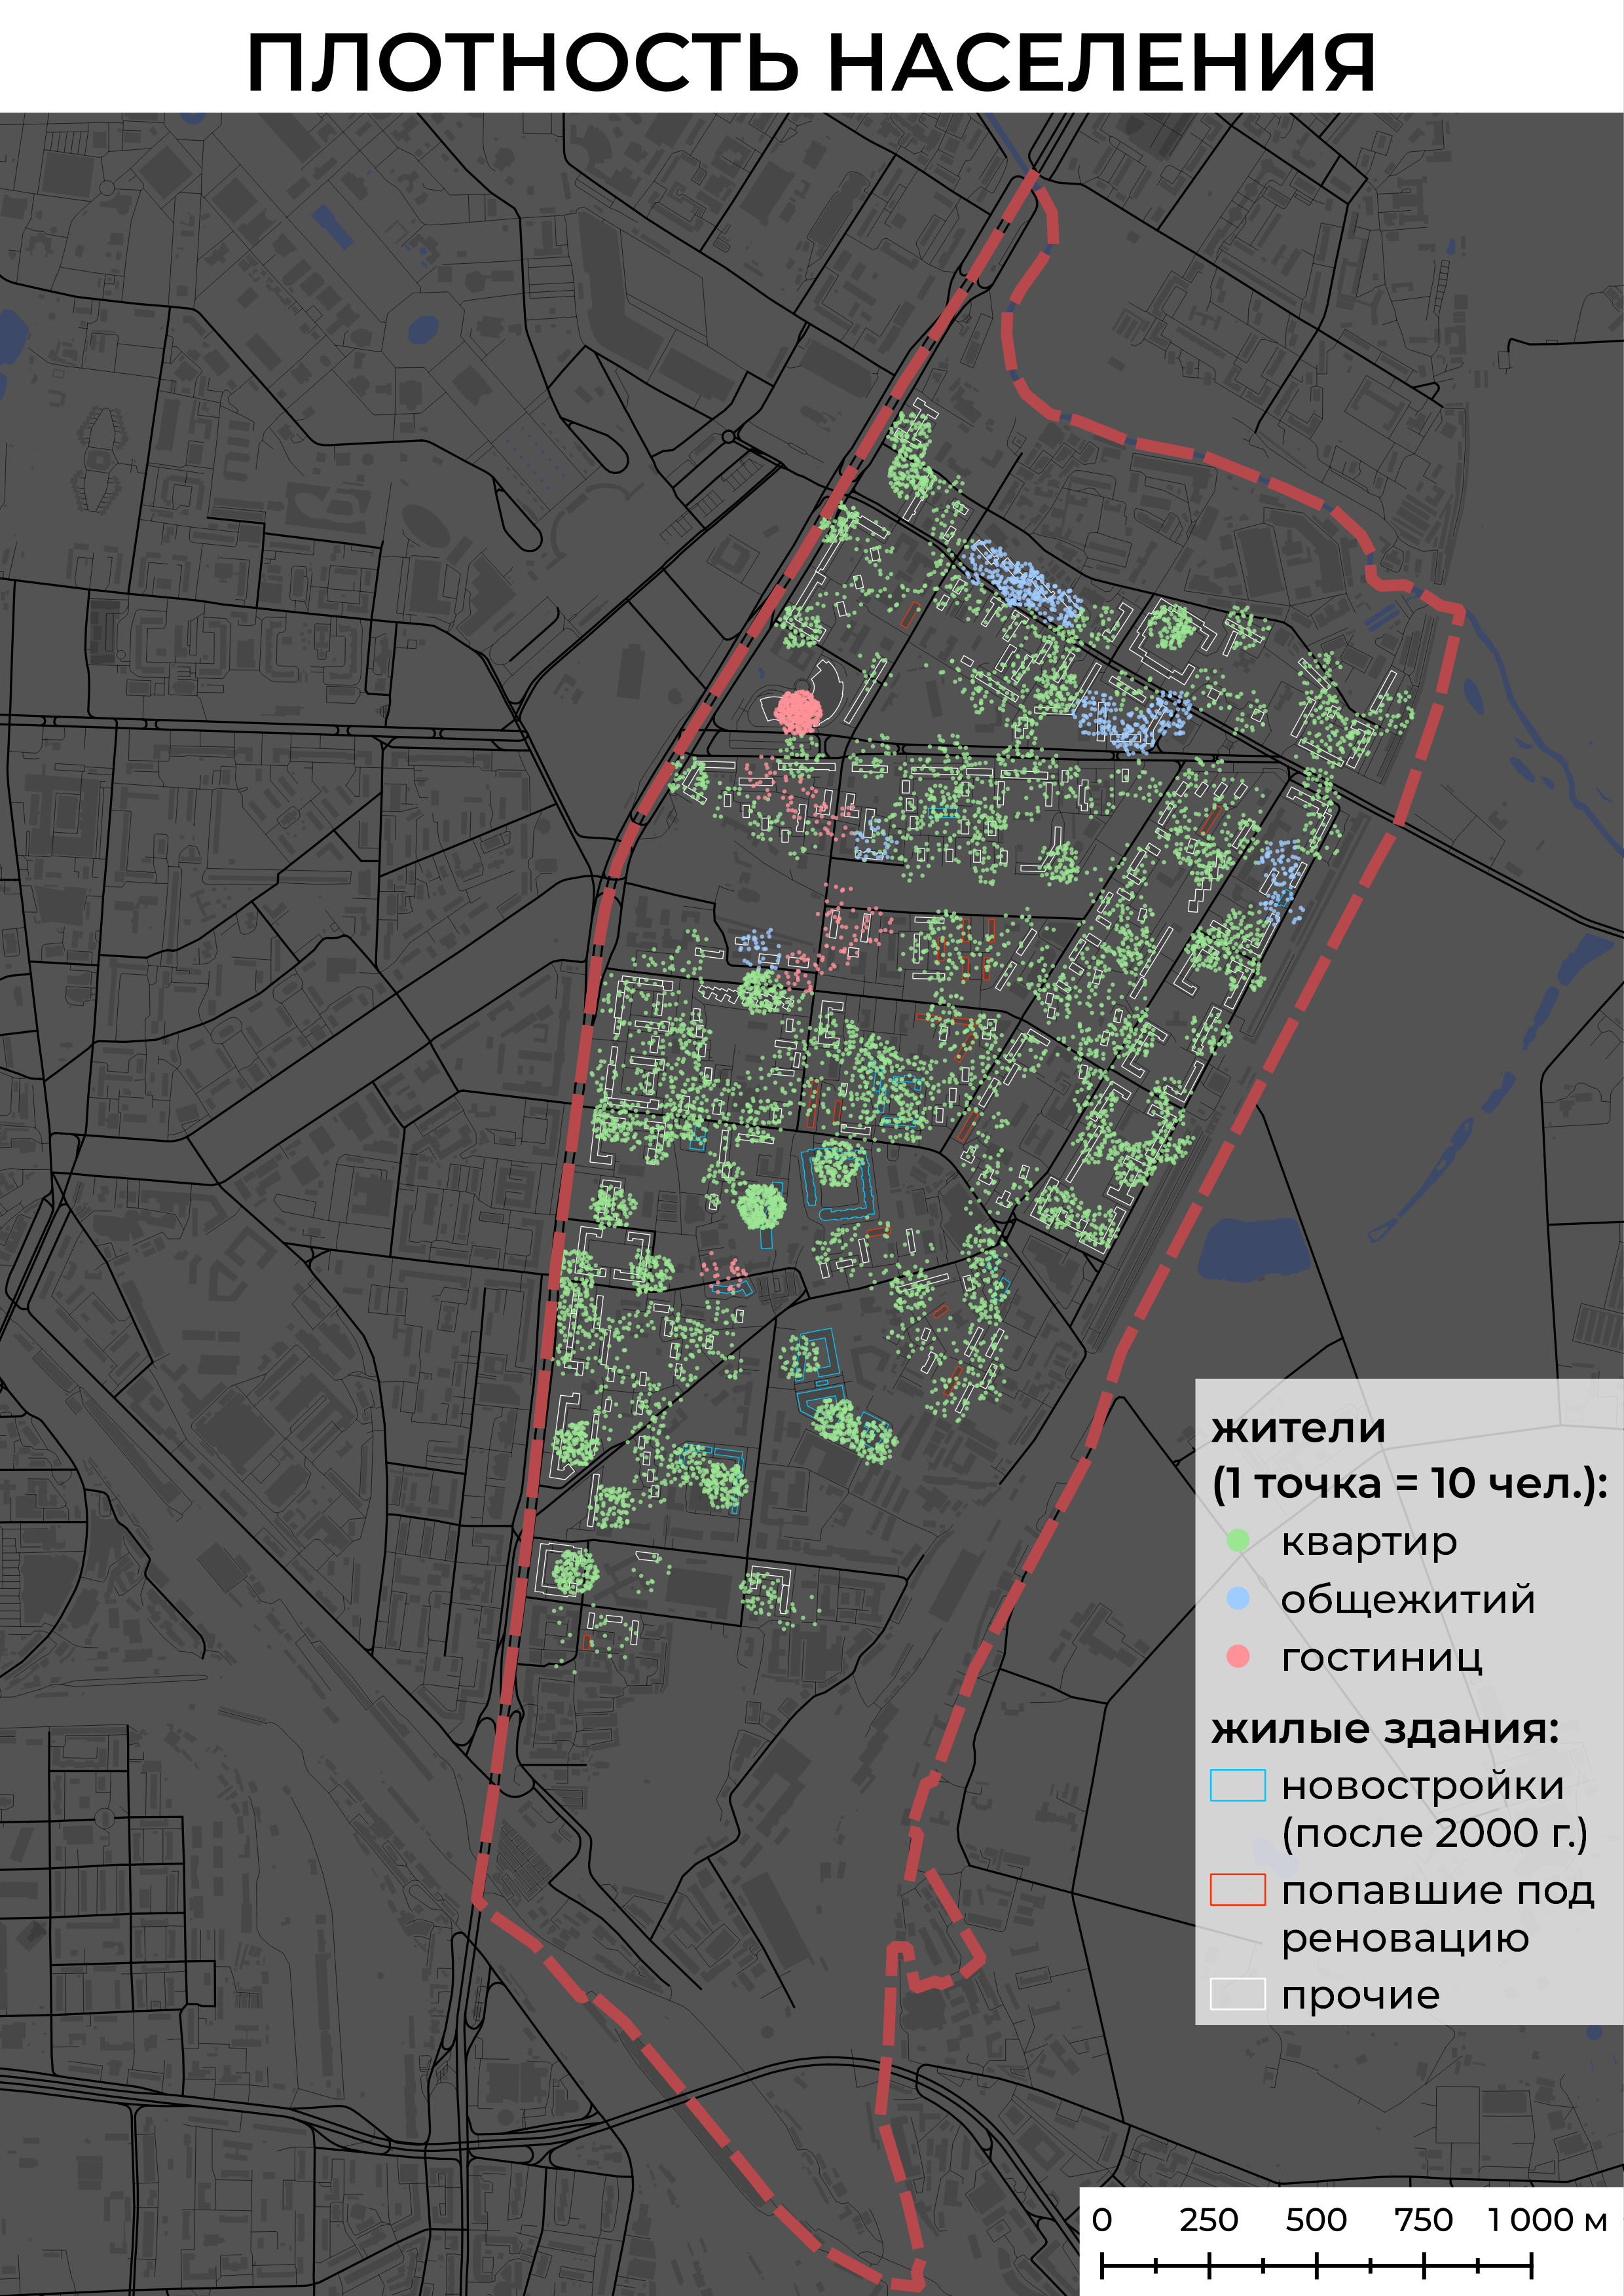 ПЛОТНОСТЬ НАСЕЛЕНИЯ
жители
(1 точка = 10 чел.):
квартир
общежитий
гостиниц
жилые здания:
новостройки
(после 2000 г.)
попавшие под
реновацию
прочие
0 250 500 750 1 000 м